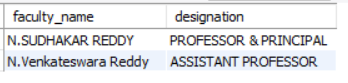 faculty_name designation
N.SUDHAKAR REDDY PROFESSOR & PRINCIPAL
N.Venkateswara Reddy ASSISTANT PROFESSOR